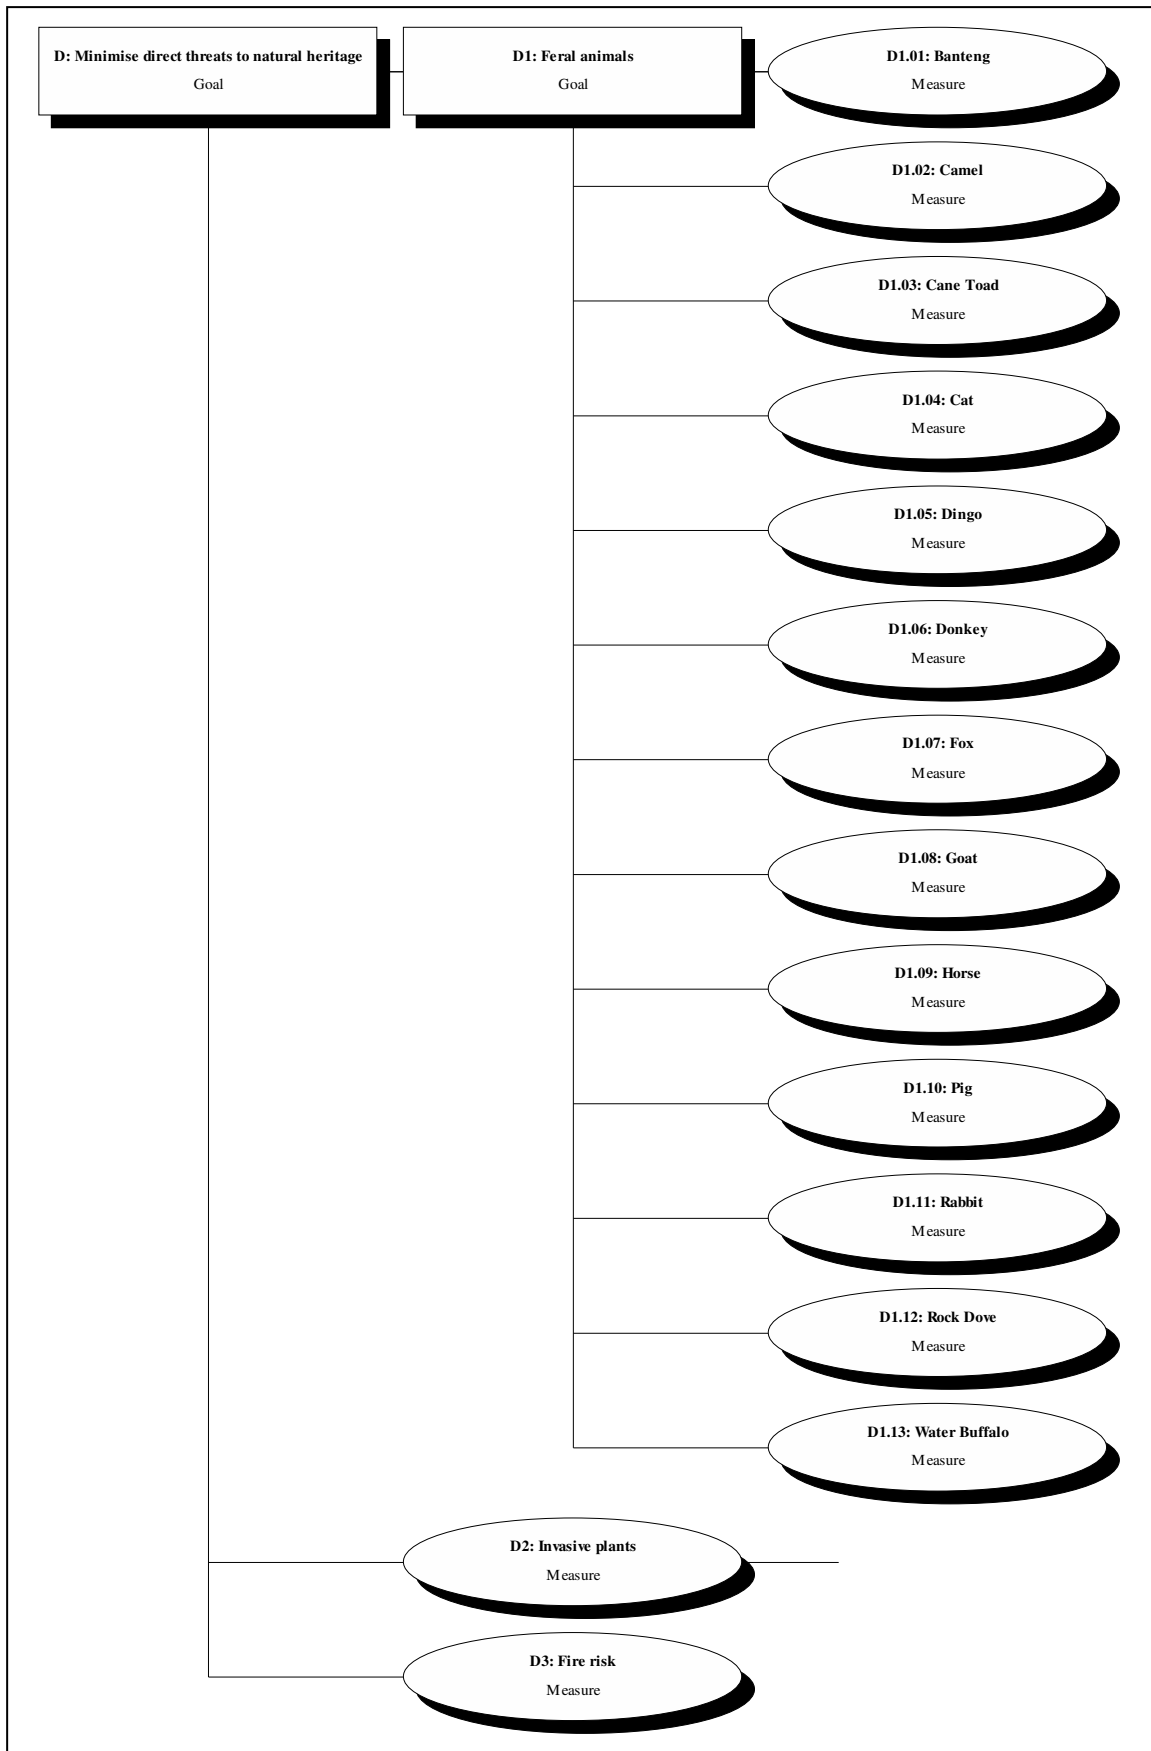 D: Minimise direct threats to natural heritage
Goal
D1: Feral animals
Goal
D1.01: Banteng
Measure
D1.02: Camel
Measure
D1.03: Cane Toad
Measure
D1.04: Cat
Measure
D1.05: Dingo
Measure
D1.06: Donkey
Measure
D1.07: Fox
Measure
D1.08: Goat
Measure
D1.09: Horse
Measure
D1.10: Pig
Measure
D1.11: Rabbit
Measure
D1.12: Rock Dove
Measure
D1.13: Water Buffalo
Measure
D2: Invasive plants
Measure
D3: Fire risk
Measure